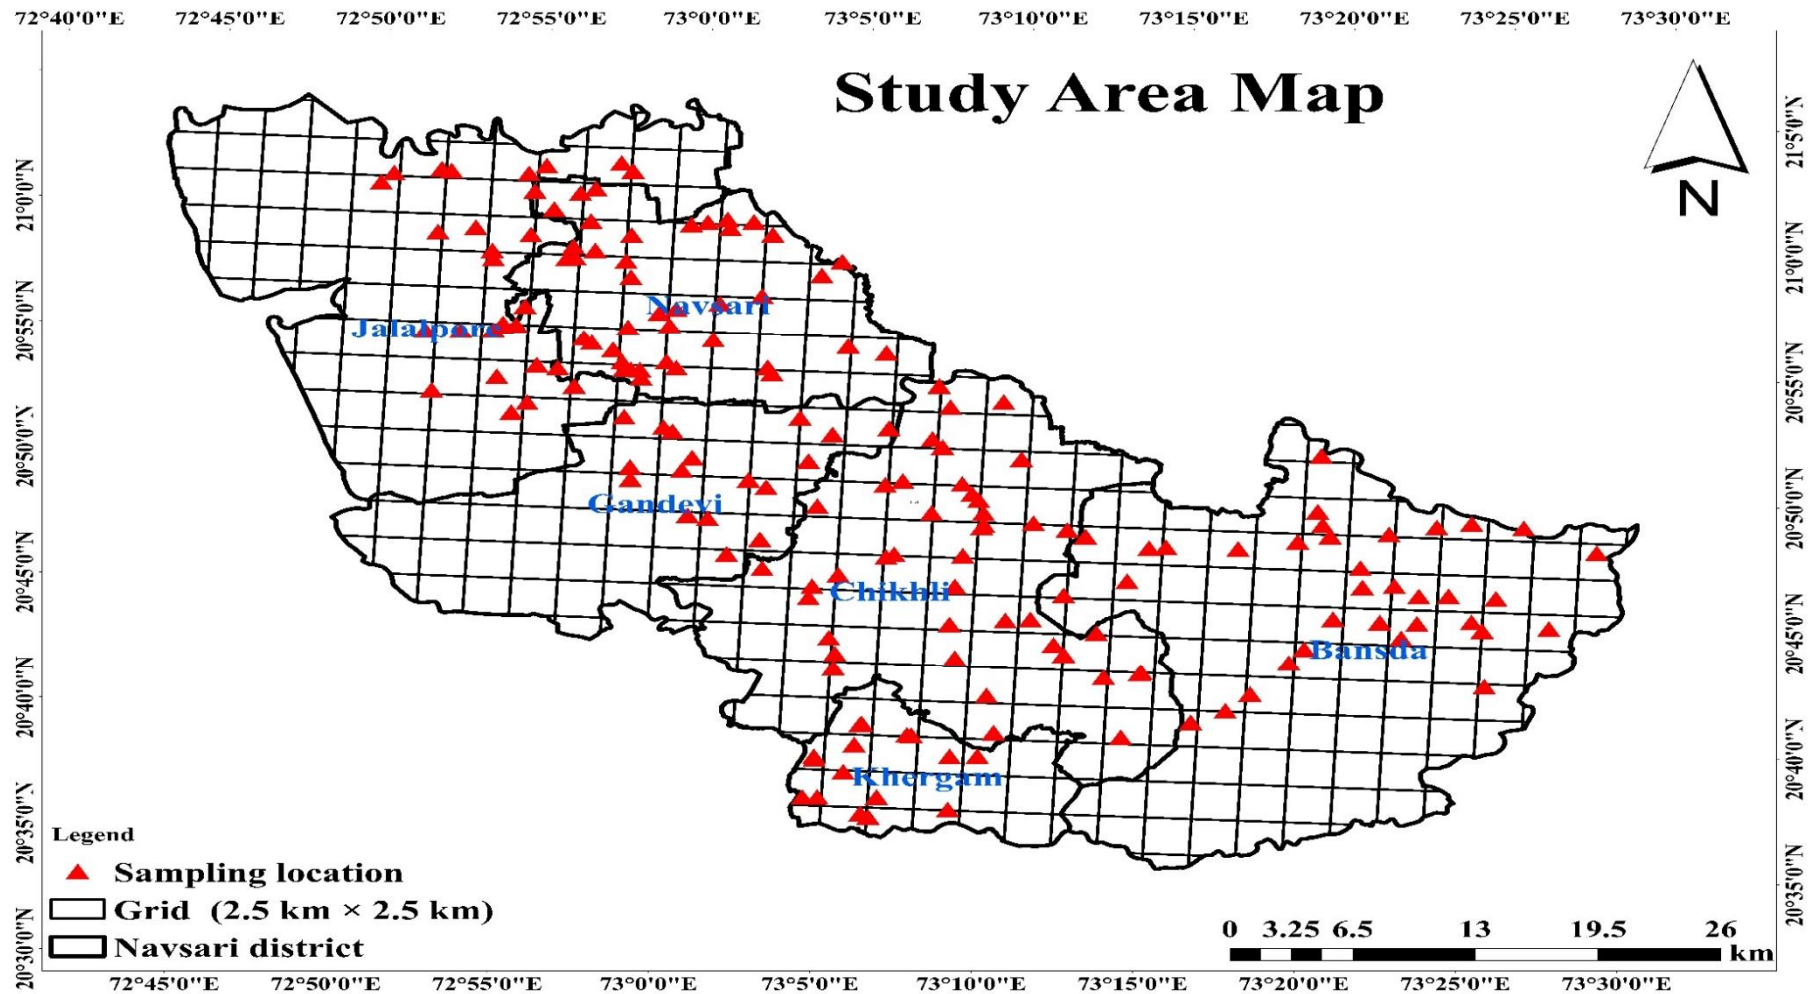 72°40'0"E 72°45'0"E 72°50'0"E 72°55'0"E 73°0'0"E 73°5'0"E 73°10'0"E 73°15'0"E 73°20'0"E 73°25'0"E 73°30'0"E
Study Area Map
N
21°5'0"N
21°0'0"N
21°0'0"N
20°55'0"N
Navsari
Jalalpore
20°55'0"N
20°50'0"N
20°50'0"N
Gandevi
20°45'0"N
Chikhli
20°45'0"N
Bansda
20°40'0"N
20°40'0"N
Khergam
20°35'0"N
20°35'0"N
20°30'0"N
Legend
Sampling location
Grid (2.5 km × 2.5 km)
Navsari district
0 3.25 6.5 13 19.5 26
km
72°45'0"E 72°50'0"E 72°55'0"E 73°0'0"E 73°5'0"E 73°10'0"E 73°15'0"E 73°20'0"E 73°25'0"E 73°30'0"E